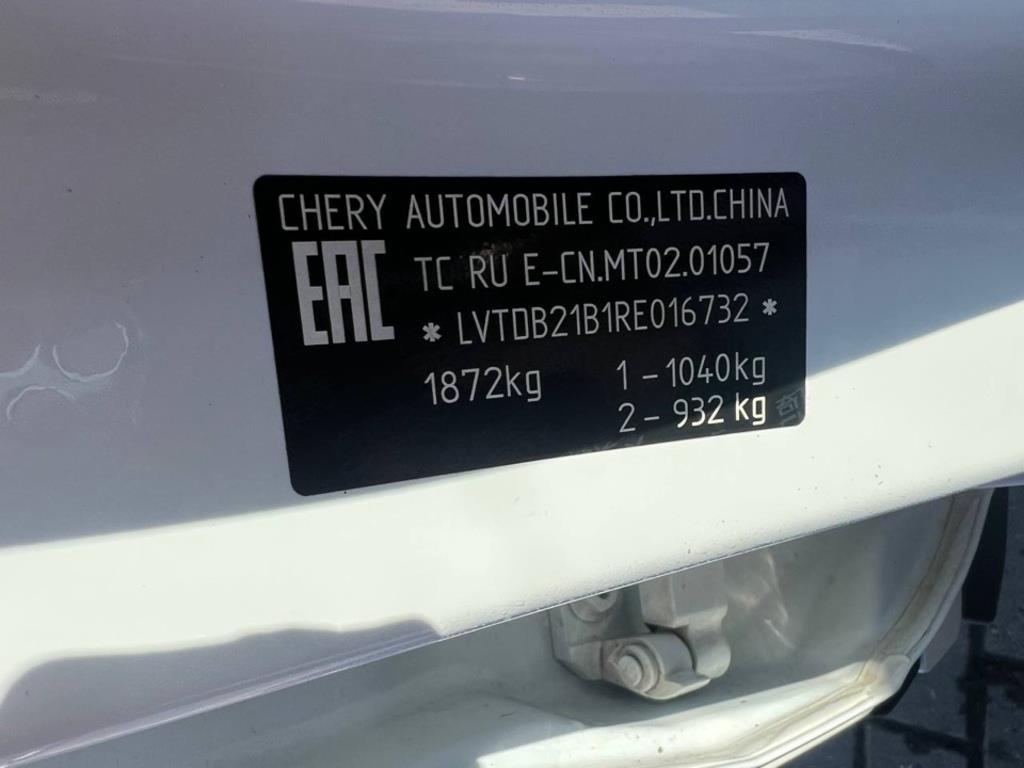 CHERY AUTOMOBILE CO.,LTD.CHINA
EAC TC RU E-CN.MT02.01057
* LVTDB21B1RE016732 *
1872kg 1-1040kg
2-932 kg